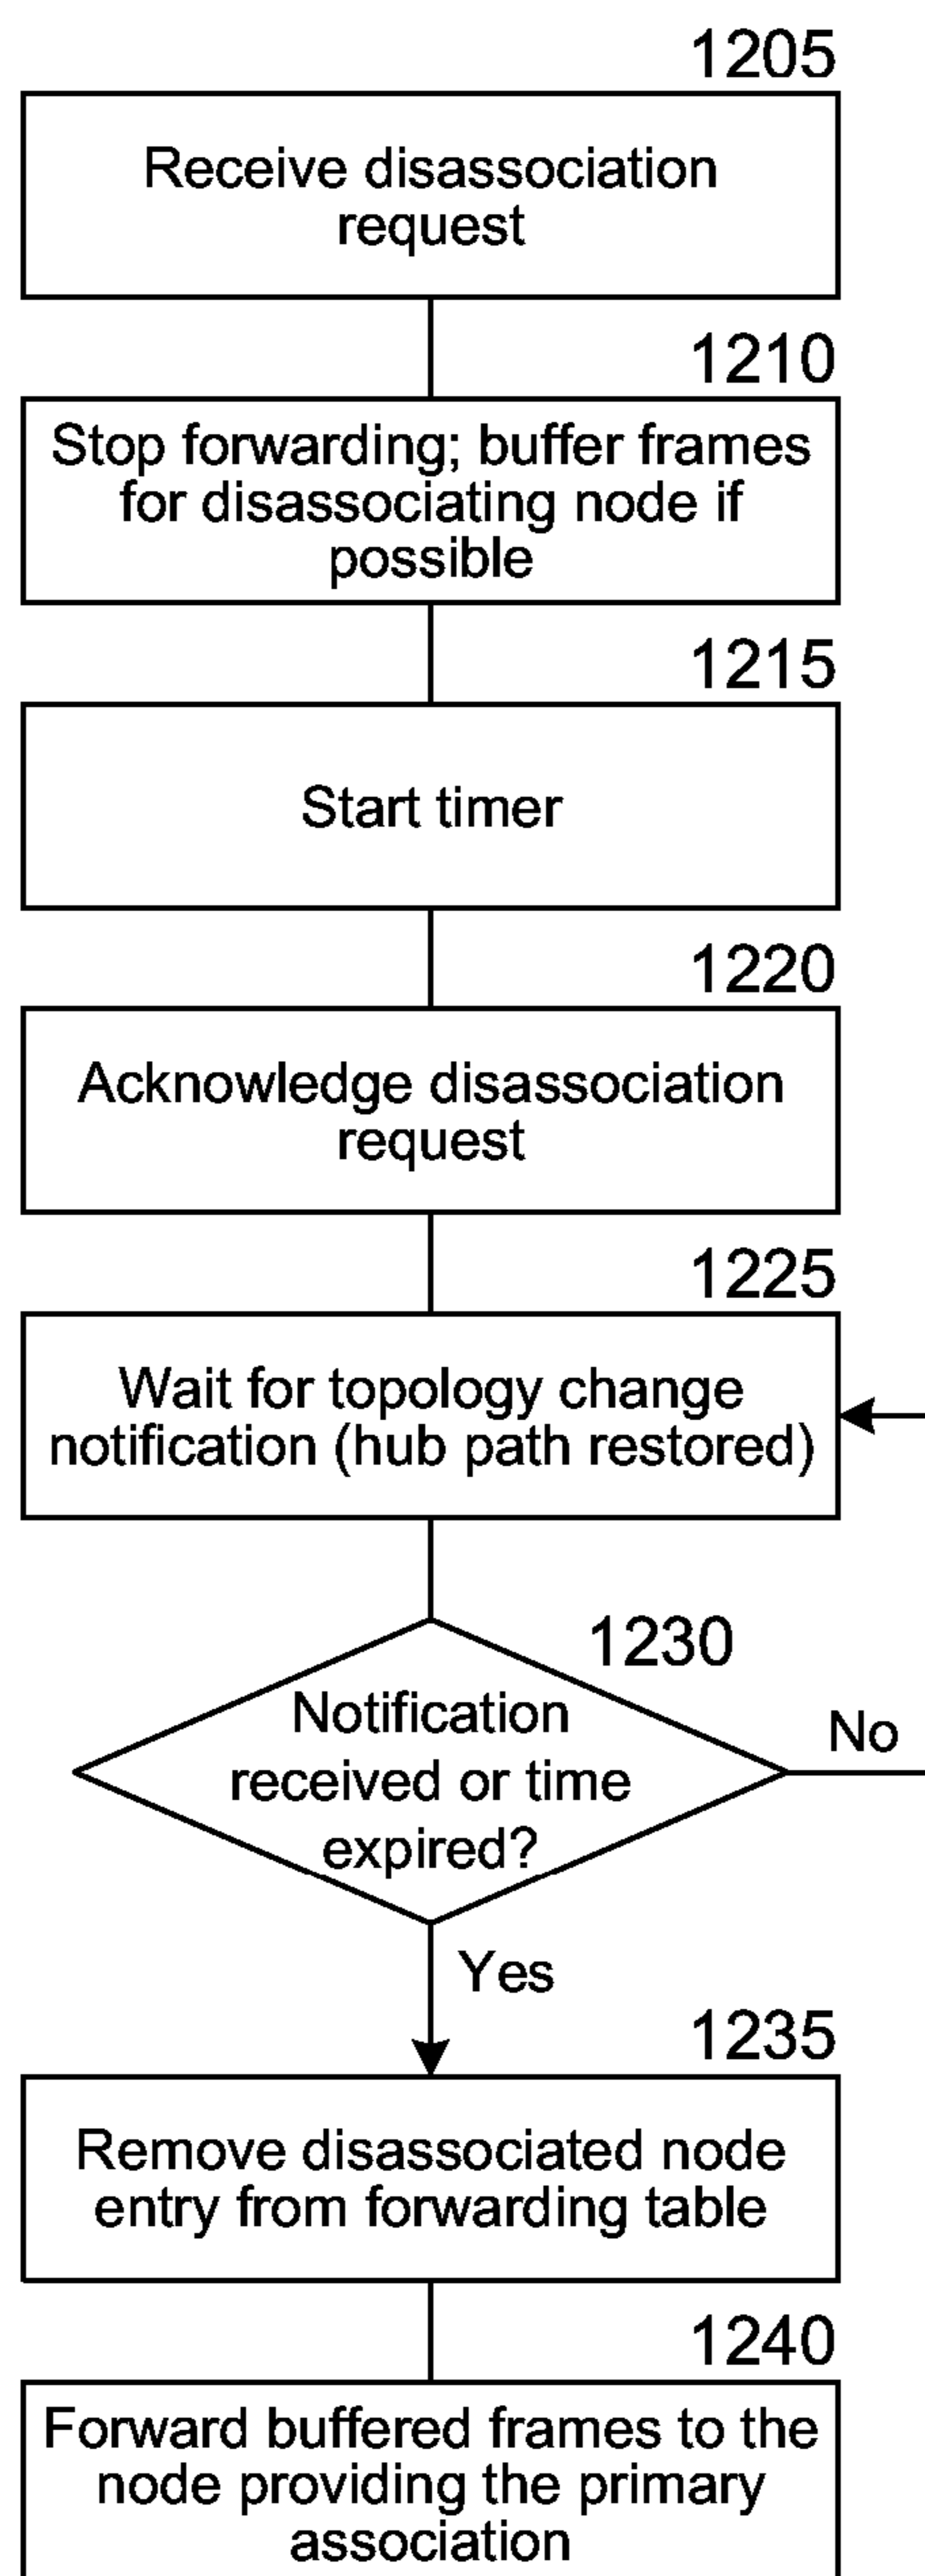 1205
Receive disassociation
request
1210
Stop forwarding; buffer frames
for disassociating node if
possible
1215
Start timer
1220
Acknowledge disassociation
request
1225
Wait for topology change
notification (hub path restored)
1230
Notification
received or time
expired?
No
Yes
1235
Remove disassociated node
entry from forwarding table
1240
Forward buffered frames to the
node providing the primary
association